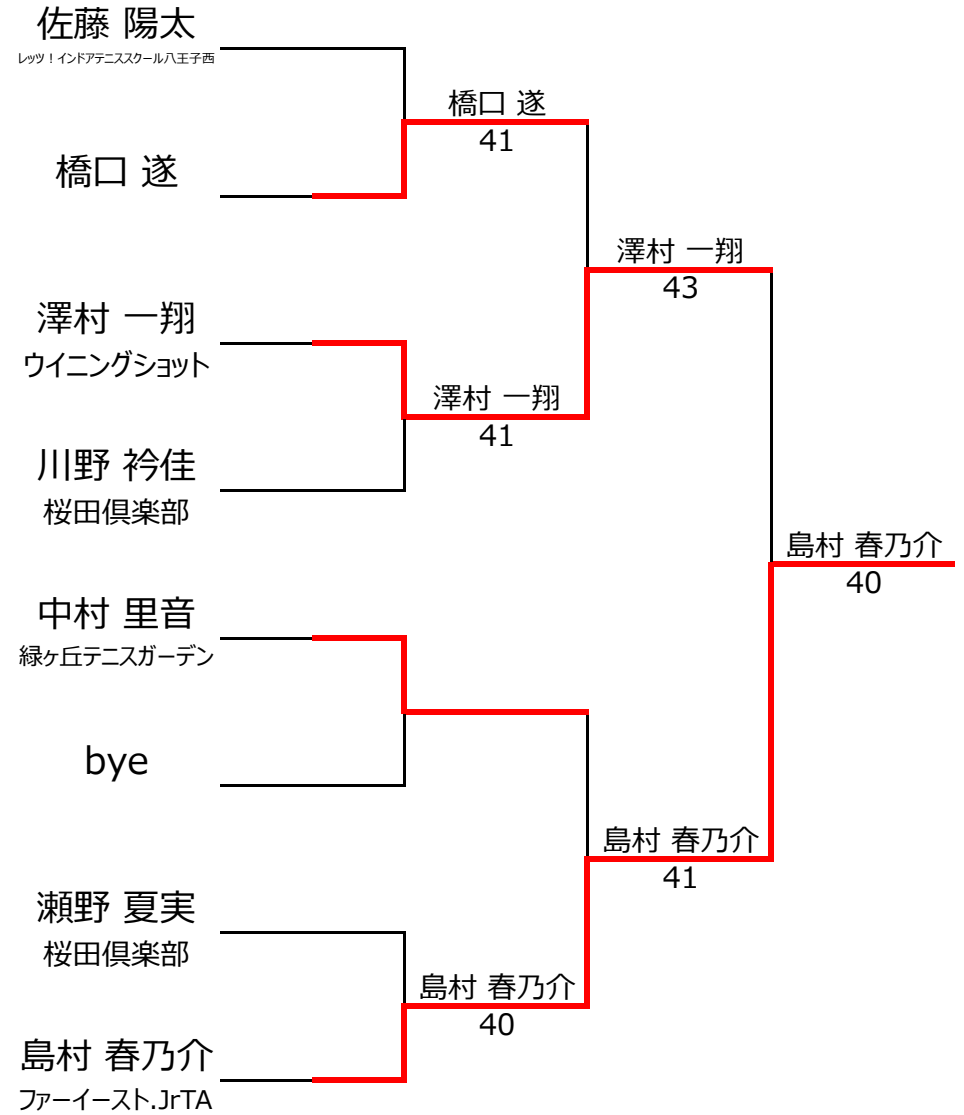 佐藤 陽太
レッツ！インドアテニススクール八王子西
橋口 遂
澤村 一翔
ウイニングショット
川野 衿佳
桜田倶楽部
中村 里音
緑ヶ丘テニスガーデン
bye
瀬野 夏実
桜田倶楽部
島村 春乃介
ファーイースト.JrTA
橋口 遂
41
澤村 一翔
41
島村 春乃介
40
澤村 一翔
43
島村 春乃介
41
島村 春乃介
40